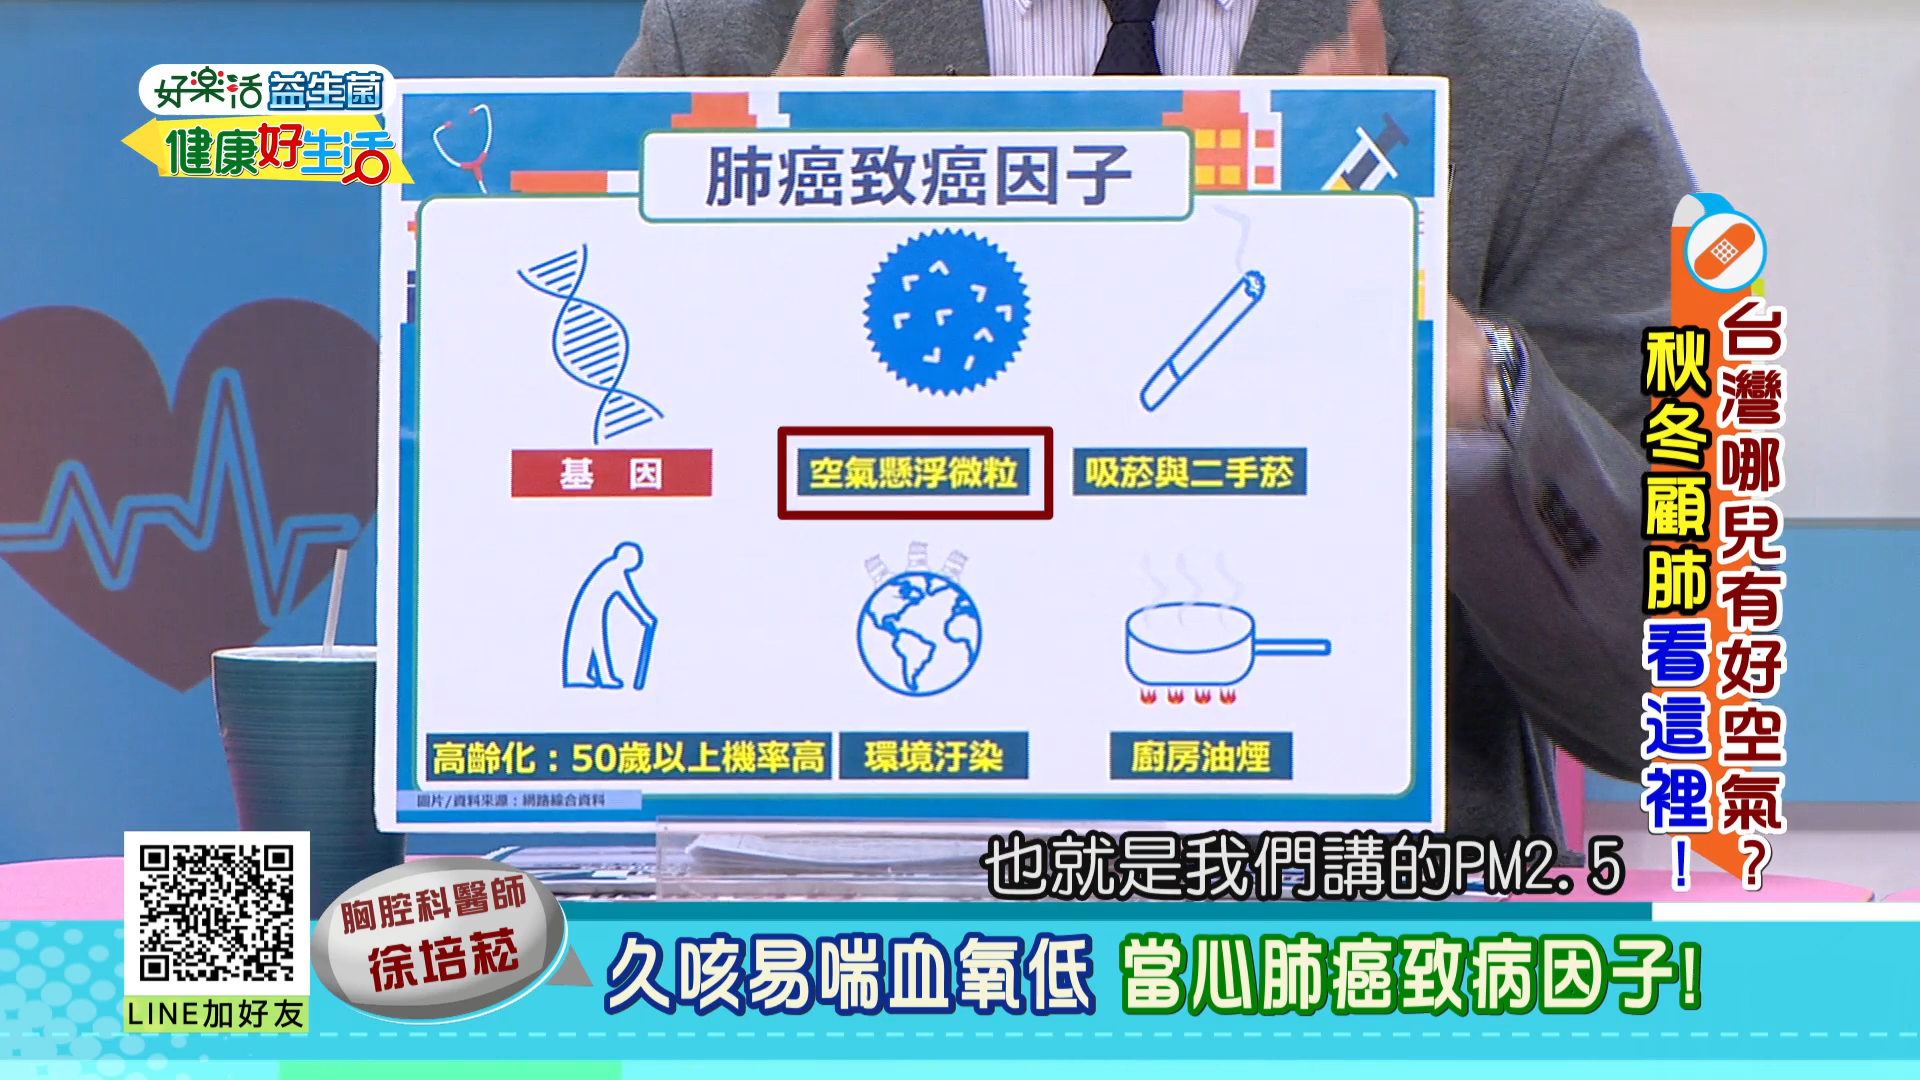 好樂活益生菌
健康好生活
肺癌致癌因子
基 因
空氣懸浮微粒
吸菸與二手菸
高齡化：50歲以上機率高
環境汙染
廚房油煙
圖片/資料來源：網路綜合資料
台灣哪兒有好空氣？
秋冬顧肺看這裡！
也就是我們講的PM2.5
胸腔科醫師
徐培菘
久咳易喘血氧低 當心肺癌致病因子!
LINE加好友